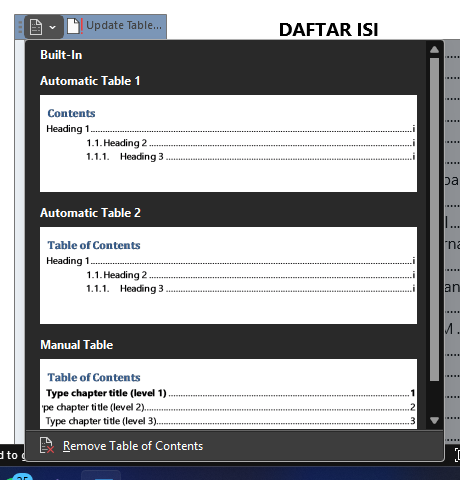 Update Table...
DAFTAR ISI
Built-In
Automatic Table 1
Contents
Heading 1.......................................................................i
1.1. Heading 2.......................................................................i
1.1.1. Heading 3.......................................................................i
Automatic Table 2
Table of Contents
Heading 1.......................................................................i
1.1. Heading 2.......................................................................i
1.1.1. Heading 3.......................................................................i
Manual Table
Table of Contents
Type chapter title (level 1).......................................................................1
ype chapter title (level 2).......................................................................2
Type chapter title (level 3).......................................................................3
Remove Table of Contents